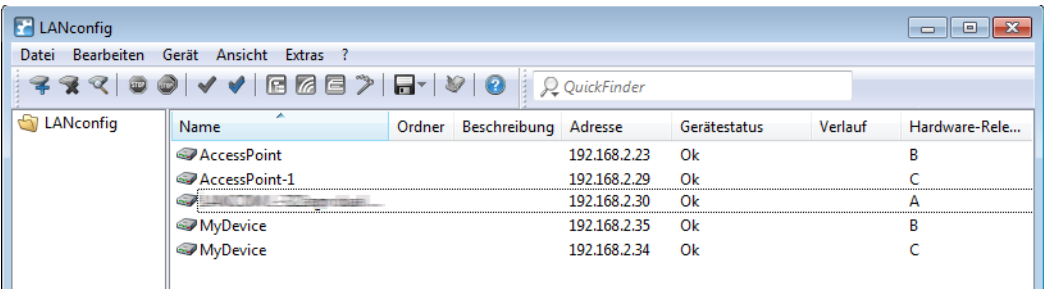 LANconfig
Datei Bearbeiten Gerät Ansicht Extras ?
QuickFinder
LANconfig
Name Ordner Beschreibung Adresse Gerätestatus Verlauf Hardware-Rele...
AccessPoint 192.168.2.23 Ok B
AccessPoint-1 192.168.2.29 Ok C
192.168.2.30 Ok A
MyDevice 192.168.2.35 Ok B
MyDevice 192.168.2.34 Ok C